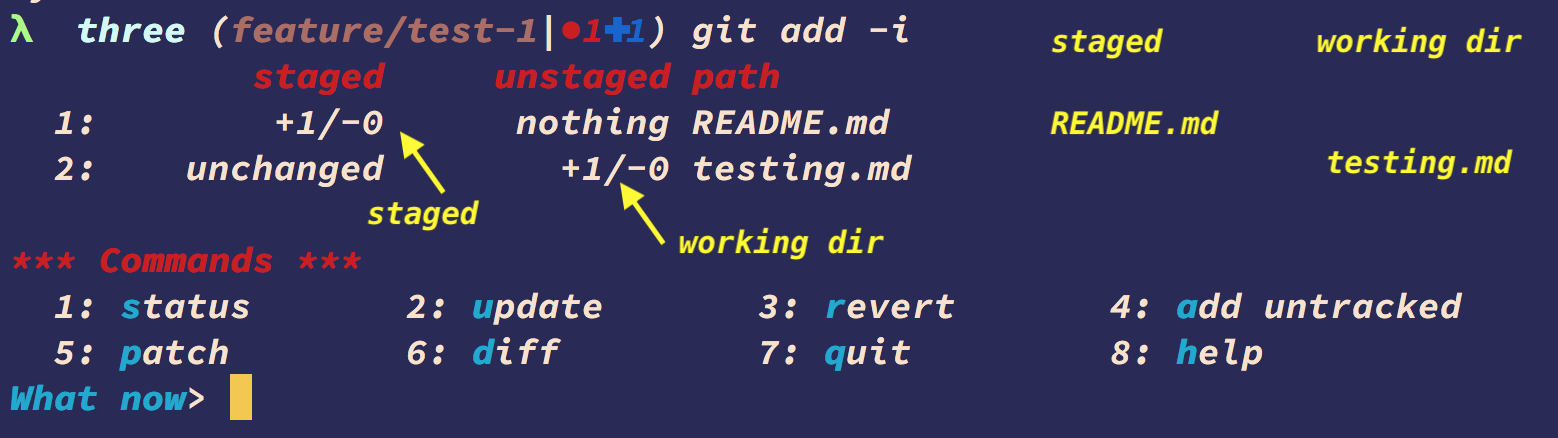 λ three (feature/test-1|●1✚1) git add -i
staged working dir
staged unstaged path
1: +1/-0 nothing README.md
README.md
2: unchanged +1/-0 testing.md
testing.md
staged
working dir
*** Commands ***
1: status 2: update 3: revert 4: add untracked
5: patch 6: diff 7: quit 8: help
What now>